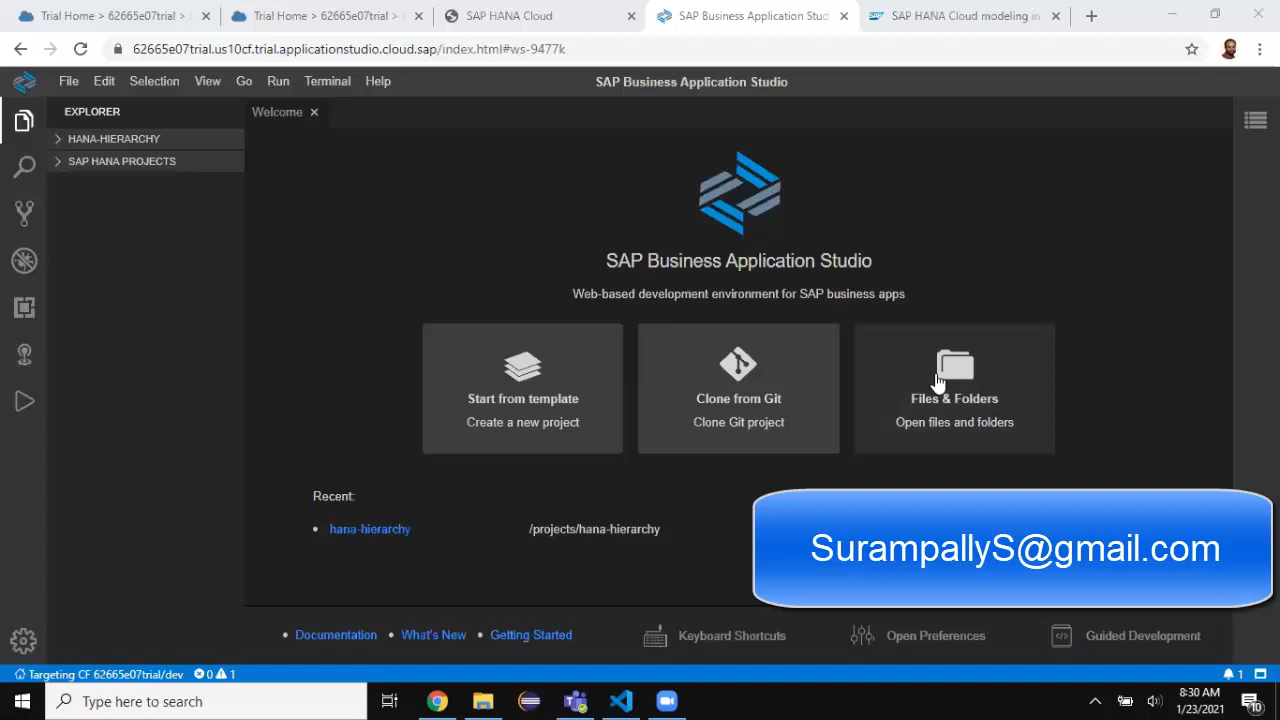 Trial Home > 62665e07trial >
Trial Home > 62665e07trial >
SAP HANA Cloud
SAP Business Application Stud
SAP HANA Cloud modeling in
62665e07trial.us10cf.trial.applicationstudio.cloud.sap/index.html#ws-9477k
File Edit Selection View Go Run Terminal Help
SAP Business Application Studio
EXPLORER
HANA-HIERARCHY
SAP HANA PROJECTS
Welcome
SAP Business Application Studio
Web-based development environment for SAP business apps
Start from template
Create a new project
Clone from Git
Clone Git project
Files & Folders
Open files and folders
Recent:
hana-hierarchy /projects/hana-hierarchy
SurampallyS@gmail.com
Documentation What's New Getting Started
Keyboard Shortcuts Open Preferences Guided Development
Targeting CF 62665e07trial/dev 0 1
1
Type here to search
8:30 AM
1/23/2021
10